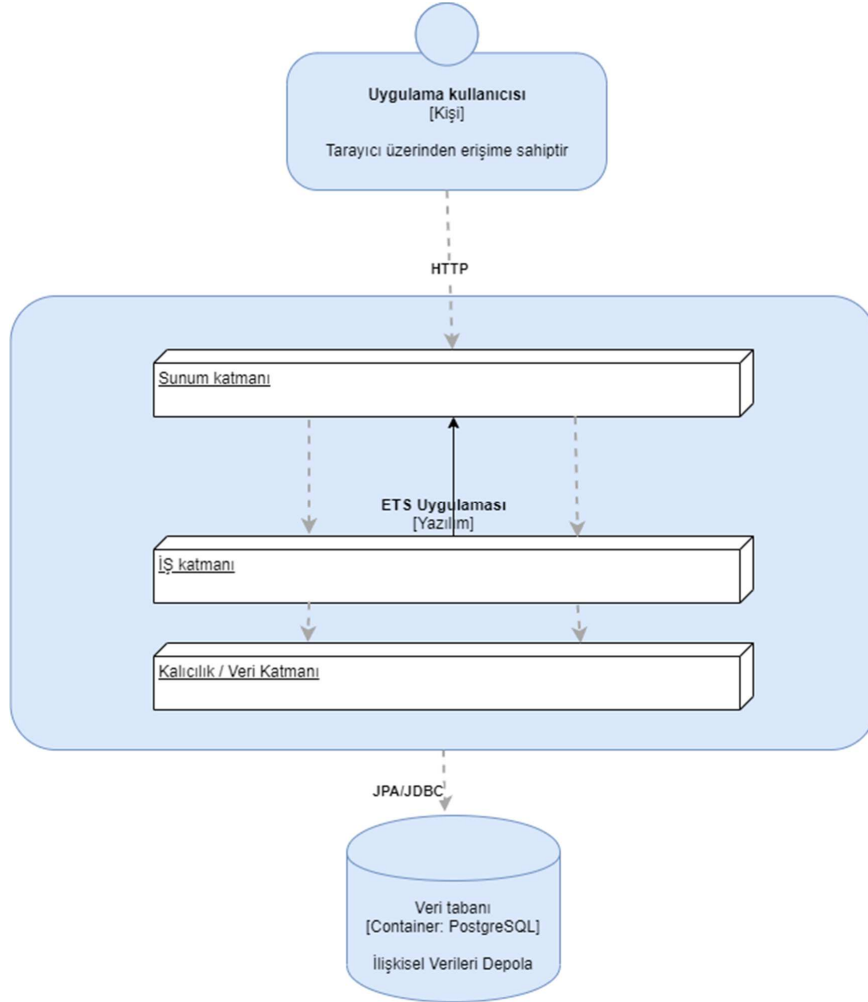 Uygulama kullanıcısı
[Kişi]
Tarayıcı üzerinden erişime sahiptir
HTTP
Sunum katmanı
ETS Uygulaması
[Yazılım]
İŞ katmanı
Kalıcılık / Veri Katmanı
JPA/JDBC
Veri tabanı
[Container: PostgreSQL]
İlişkisel Verileri Depola